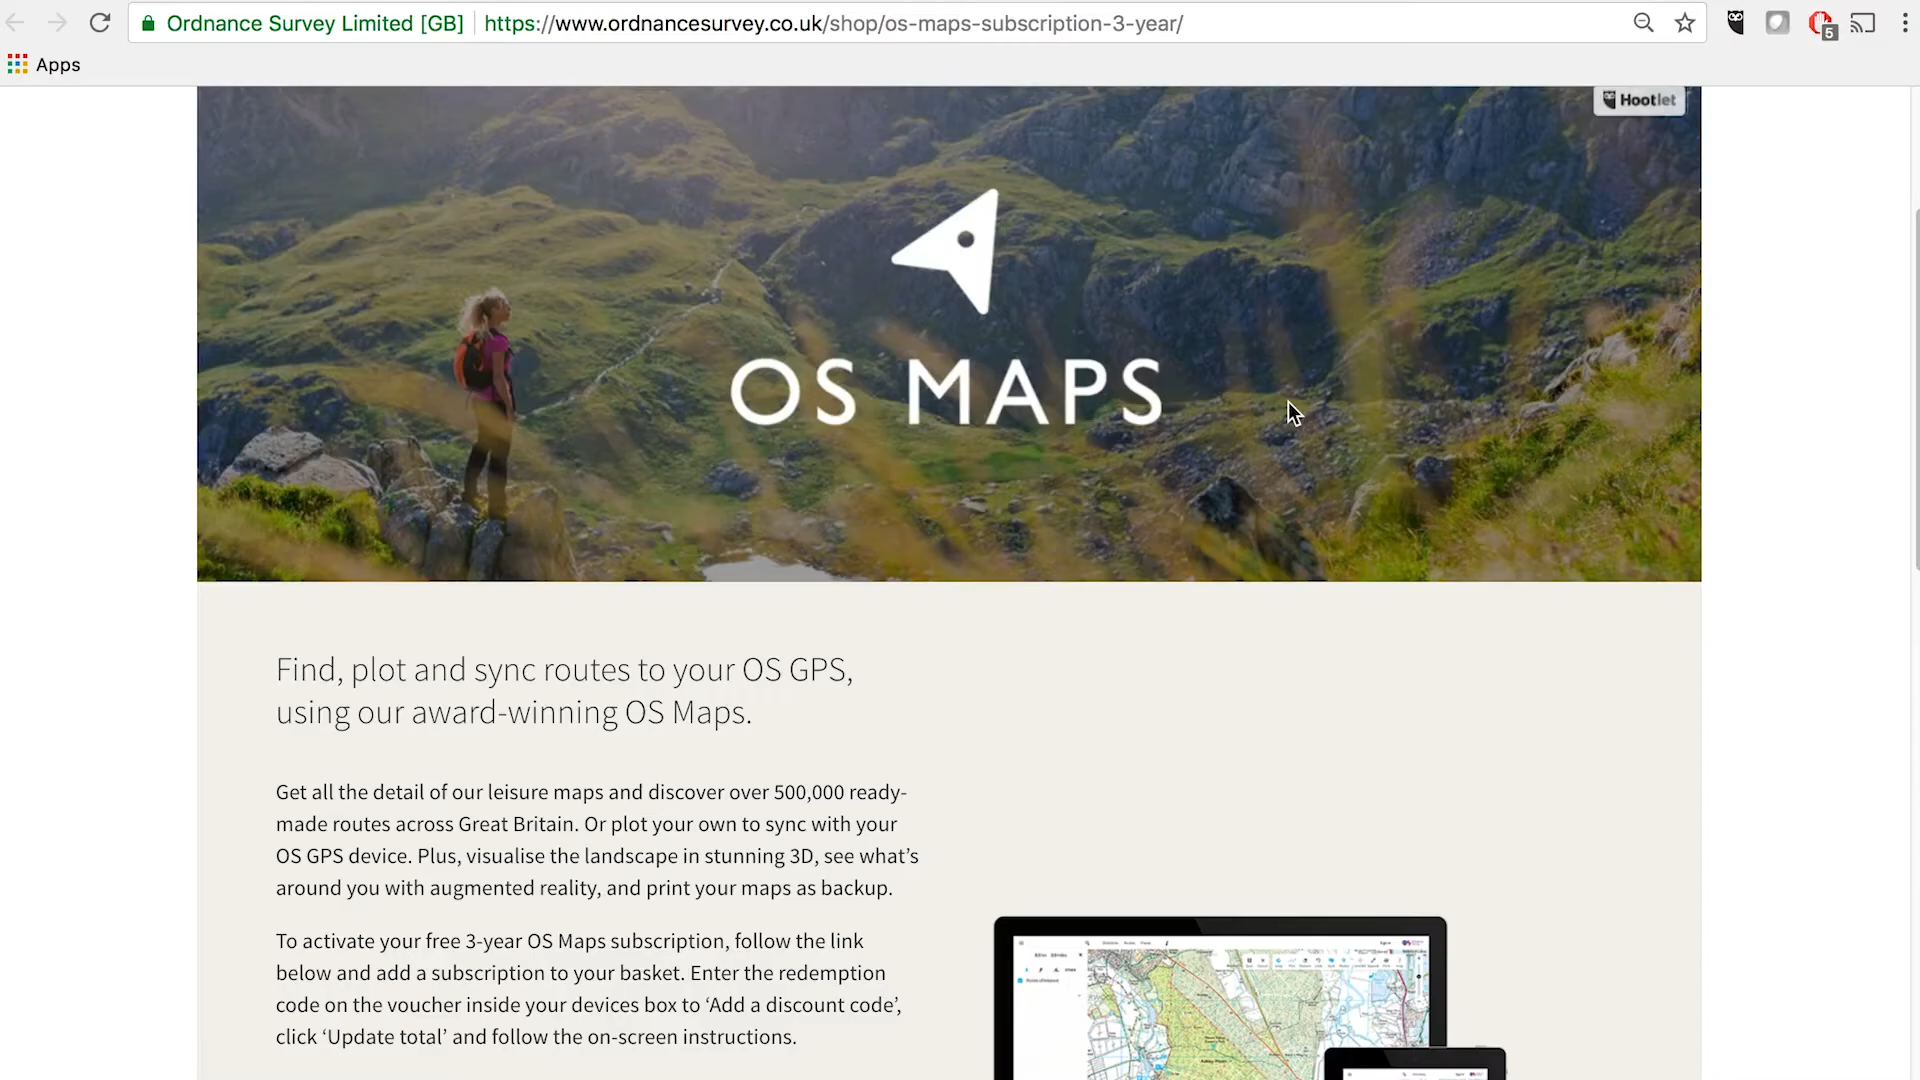 Ordnance Survey Limited [GB] https://www.ordnancesurvey.co.uk/shop/os-maps-subscription-3-year/
5
Apps
Hootlet
OS MAPS
Find, plot and sync routes to your OS GPS,
using our award-winning OS Maps.
Get all the detail of our leisure maps and discover over 500,000 ready-
made routes across Great Britain. Or plot your own to sync with your
OS GPS device. Plus, visualise the landscape in stunning 3D, see what’s
around you with augmented reality, and print your maps as backup.
To activate your free 3-year OS Maps subscription, follow the link
below and add a subscription to your basket. Enter the redemption
code on the voucher inside your devices box to ‘Add a discount code’,
click ‘Update total’ and follow the on-screen instructions.